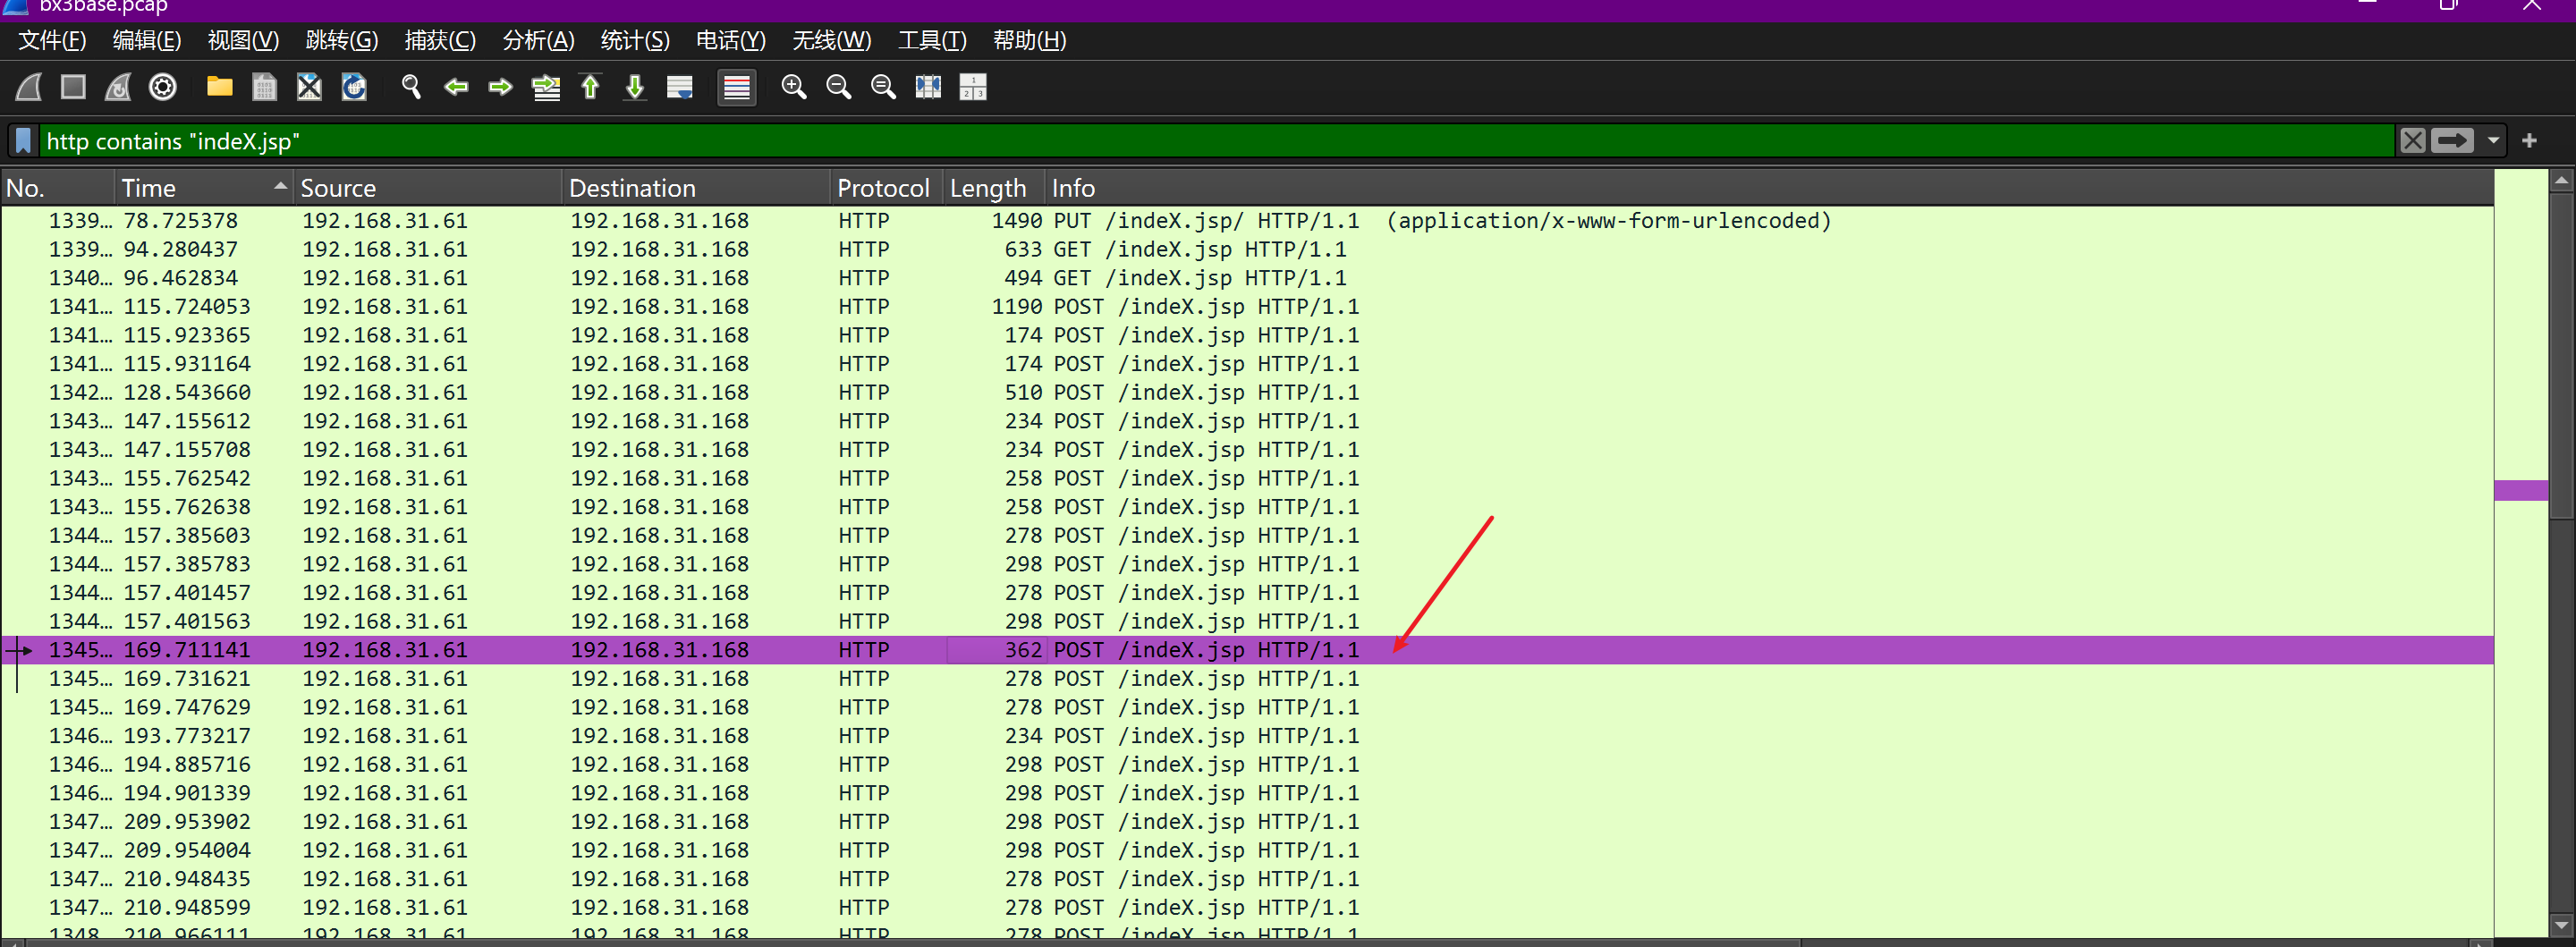 bx3base.pcap
文件(F) 编辑(E) 视图(V) 跳转(G) 捕获(C) 分析(A) 统计(S) 电话(Y) 无线(W) 工具(T) 帮助(H)
http contains "indeX.jsp"
No. Time Source Destination Protocol Length Info
1339… 78.725378 192.168.31.61 192.168.31.168 HTTP 1490 PUT /indeX.jsp/ HTTP/1.1 (application/x-www-form-urlencoded)
1339… 94.280437 192.168.31.61 192.168.31.168 HTTP 633 GET /indeX.jsp HTTP/1.1
1340… 96.462834 192.168.31.61 192.168.31.168 HTTP 494 GET /indeX.jsp HTTP/1.1
1341… 115.724053 192.168.31.61 192.168.31.168 HTTP 1190 POST /indeX.jsp HTTP/1.1
1341… 115.923365 192.168.31.61 192.168.31.168 HTTP 174 POST /indeX.jsp HTTP/1.1
1341… 115.931164 192.168.31.61 192.168.31.168 HTTP 174 POST /indeX.jsp HTTP/1.1
1342… 128.543660 192.168.31.61 192.168.31.168 HTTP 510 POST /indeX.jsp HTTP/1.1
1343… 147.155612 192.168.31.61 192.168.31.168 HTTP 234 POST /indeX.jsp HTTP/1.1
1343… 147.155708 192.168.31.61 192.168.31.168 HTTP 234 POST /indeX.jsp HTTP/1.1
1343… 155.762542 192.168.31.61 192.168.31.168 HTTP 258 POST /indeX.jsp HTTP/1.1
1343… 155.762638 192.168.31.61 192.168.31.168 HTTP 258 POST /indeX.jsp HTTP/1.1
1344… 157.385603 192.168.31.61 192.168.31.168 HTTP 278 POST /indeX.jsp HTTP/1.1
1344… 157.385783 192.168.31.61 192.168.31.168 HTTP 298 POST /indeX.jsp HTTP/1.1
1344… 157.401457 192.168.31.61 192.168.31.168 HTTP 278 POST /indeX.jsp HTTP/1.1
1344… 157.401563 192.168.31.61 192.168.31.168 HTTP 298 POST /indeX.jsp HTTP/1.1
1345… 169.711141 192.168.31.61 192.168.31.168 HTTP 362 POST /indeX.jsp HTTP/1.1
1345… 169.731621 192.168.31.61 192.168.31.168 HTTP 278 POST /indeX.jsp HTTP/1.1
1345… 169.747629 192.168.31.61 192.168.31.168 HTTP 278 POST /indeX.jsp HTTP/1.1
1346… 193.773217 192.168.31.61 192.168.31.168 HTTP 234 POST /indeX.jsp HTTP/1.1
1346… 194.885716 192.168.31.61 192.168.31.168 HTTP 298 POST /indeX.jsp HTTP/1.1
1346… 194.901339 192.168.31.61 192.168.31.168 HTTP 298 POST /indeX.jsp HTTP/1.1
1347… 209.953902 192.168.31.61 192.168.31.168 HTTP 298 POST /indeX.jsp HTTP/1.1
1347… 209.954004 192.168.31.61 192.168.31.168 HTTP 298 POST /indeX.jsp HTTP/1.1
1347… 210.948435 192.168.31.61 192.168.31.168 HTTP 278 POST /indeX.jsp HTTP/1.1
1347… 210.948599 192.168.31.61 192.168.31.168 HTTP 278 POST /indeX.jsp HTTP/1.1
1348… 210.966111 192.168.31.61 192.168.31.168 HTTP 278 POST /indeX.jsp HTTP/1.1